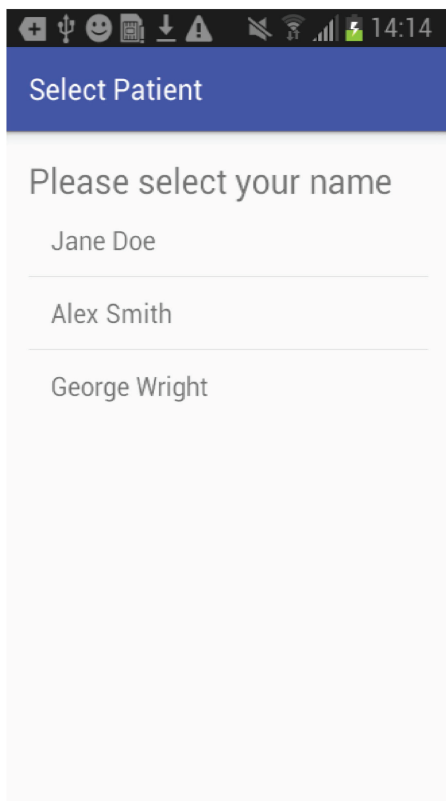 14:14
Select Patient
Please select your name
Jane Doe
Alex Smith
George Wright